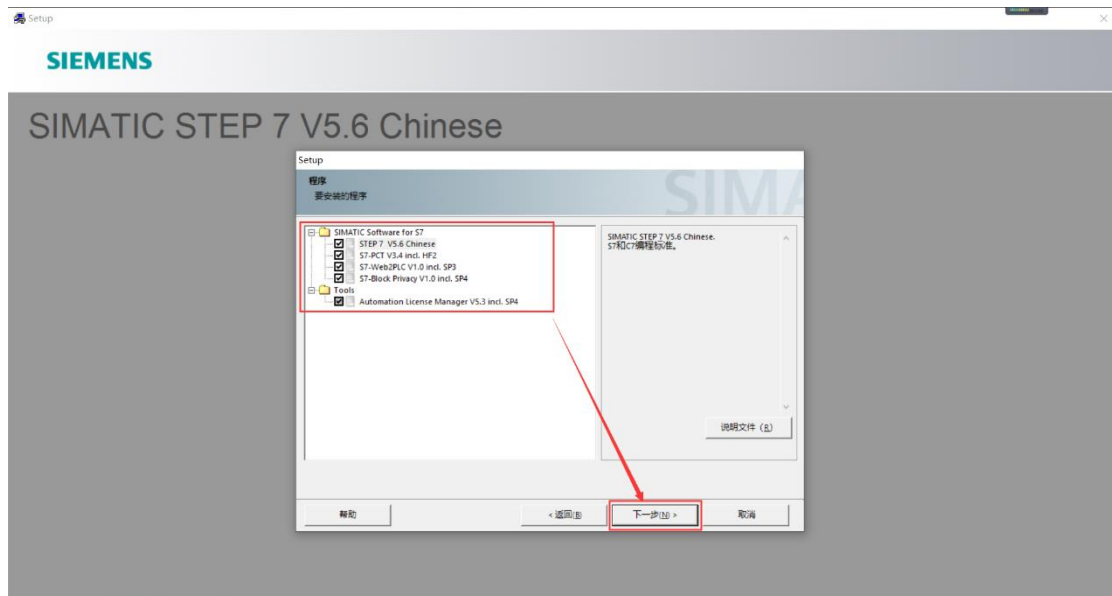 Setup
SIEMENS
SIMATIC STEP 7 V5.6 Chinese
Setup
程序
要安装的程序
SIMA
SIMATIC Software for S7
STEP 7 V5.6 Chinese
S7-PCT V3.4 incl. HF2
S7-Web2PLC V1.0 incl. SP3
S7-Block Privacy V1.0 incl. SP4
Tools
Automation License Manager V5.3 incl. SP4
SIMATIC STEP 7 V5.6 Chinese.
S7和C7编程标准。
说明文件 (R)
帮助
< 返回(B)
下一步(N) >
取消